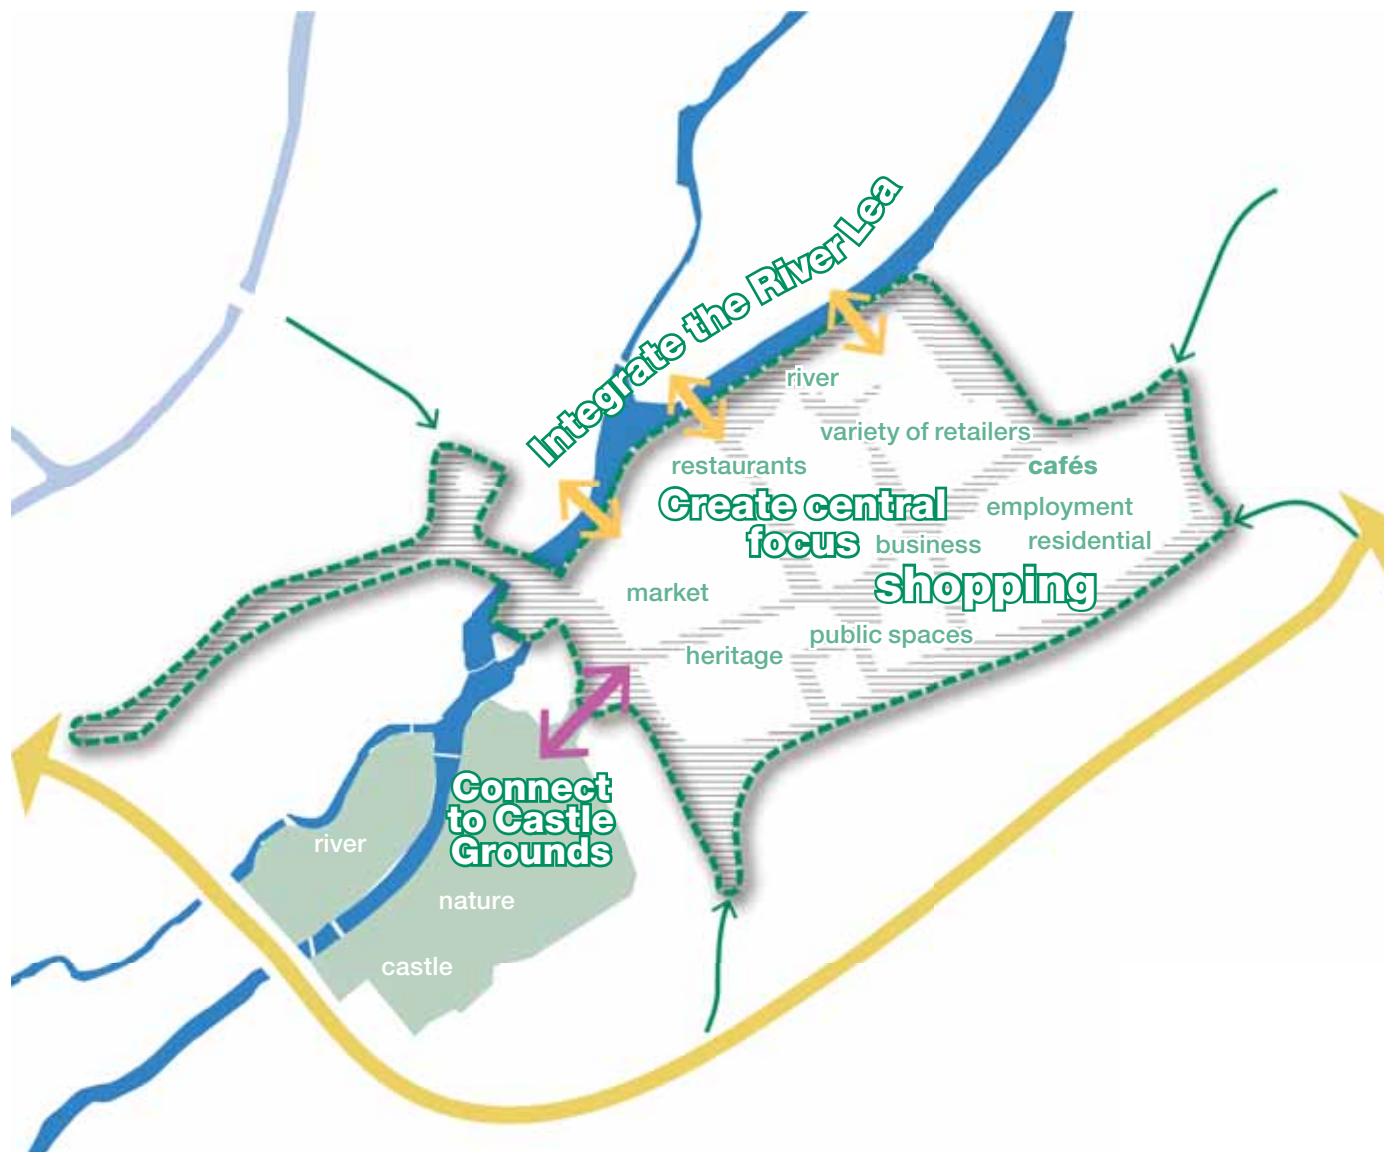 Integrate the River Lea
river
variety of retailers
restaurants
cafés
Create central
focus
employment
business
residential
shopping
market
public spaces
heritage
Connect
to Castle
Grounds
river
nature
castle